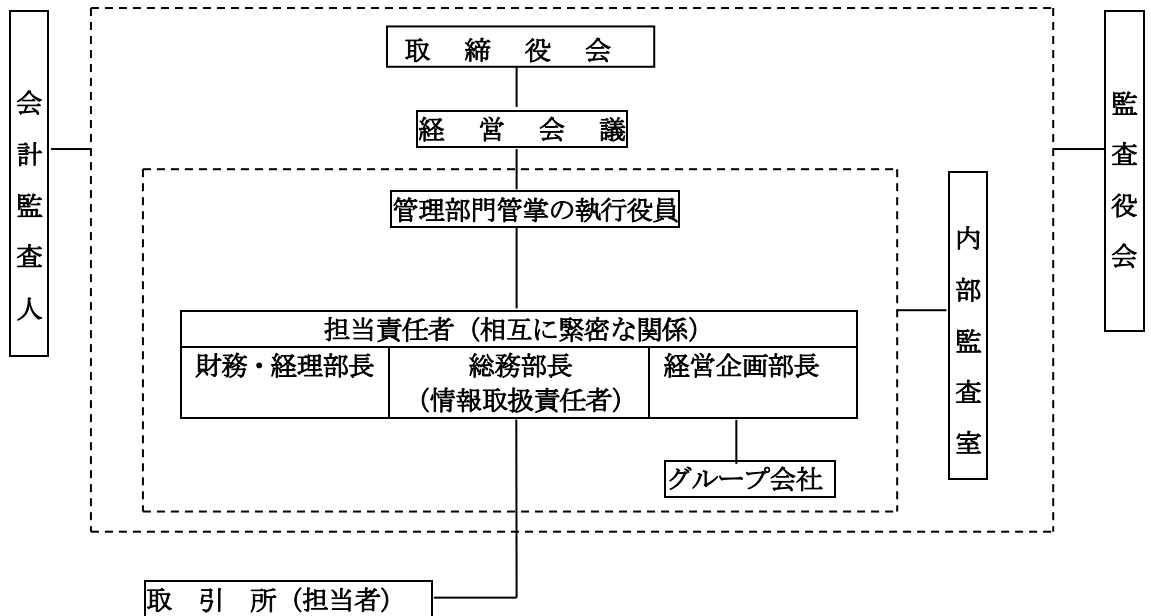 会計監査人
取　締　役　会
経　営　会　議
管理部門管掌の執行役員
担当責任者（相互に緊密な関係）
財務・経理部長
総務部長
（情報取扱責任者）
経営企画部長
グループ会社
内部監査室
監査役会
取　引　所（担当者）